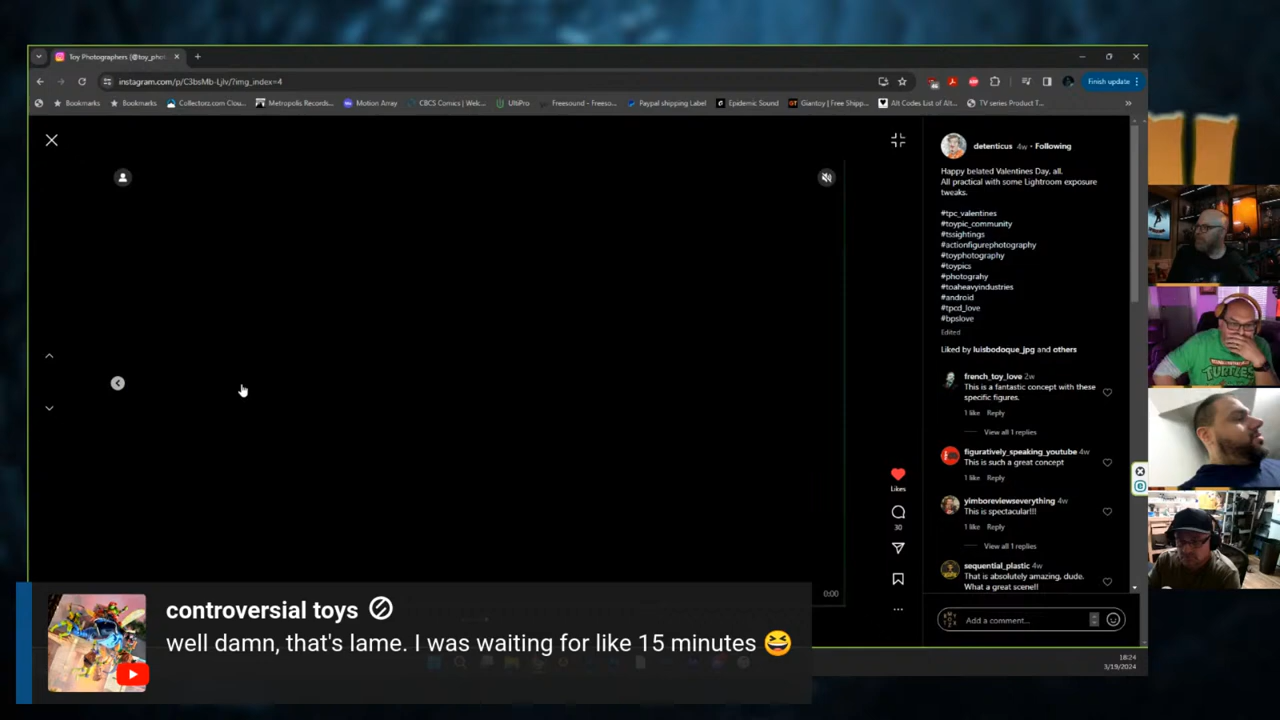 Toy Photographers (@toy_pho
instagram.com/p/C3bsMb-Ljlv/?img_index=4
Finish update
Bookmarks
Bookmarks
Collectorz.com Clou...
Metropolis Records...
Motion Array
CBCS Comics | Welc...
UltiPro
Freesound - Freeso...
Paypal shipping Label
Epidemic Sound
Giantoy | Free Shipp...
Alt Codes List of Alt...
TV series Product T...
detenticus 4w • Following
Happy belated Valentines Day, all.
All practical with some Lightroom exposure
tweaks.
#tpc_valentines
#toypic_community
#tssightings
#actionfigurephotography
#toyphotography
#toypics
#photograhy
#toaheavyindustries
#android
#tpcd_love
#bpslove
Edited
Liked by luisbodoque_jpg and others
french_toy_love 2w
This is a fantastic concept with these
specific figures.
1 like Reply
View all 1 replies
figuratively_speaking_youtube 4w
This is such a great concept
1 like Reply
yimboreviewseverything 4w
This is spectacular!!!
1 like Reply
View all 1 replies
sequential_plastic 4w
That is absolutely amazing, dude.
What a great scene!!
Likes
30
0:00
Add a comment...
18:24
3/19/2024
TURTLES
controversial toys
well damn, that's lame. I was waiting for like 15 minutes 😆